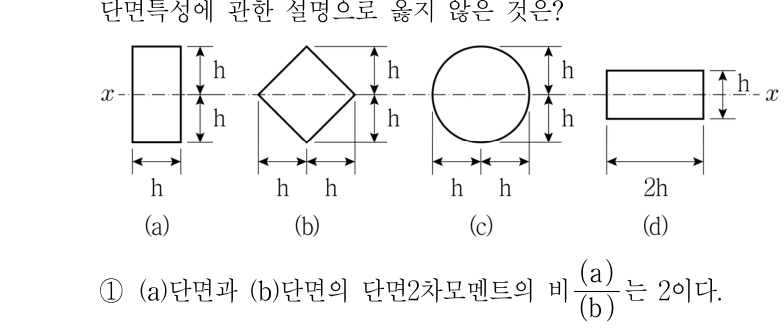 단면특성에 관한 설명으로 옳지 않은 것은?
x h h h h x
h h h
h h h h h 2h
(a) (b) (c) (d)
① (a)단면과 (b)단면의 단면2차모멘트의 비 (a)/(b) 는 2이다.